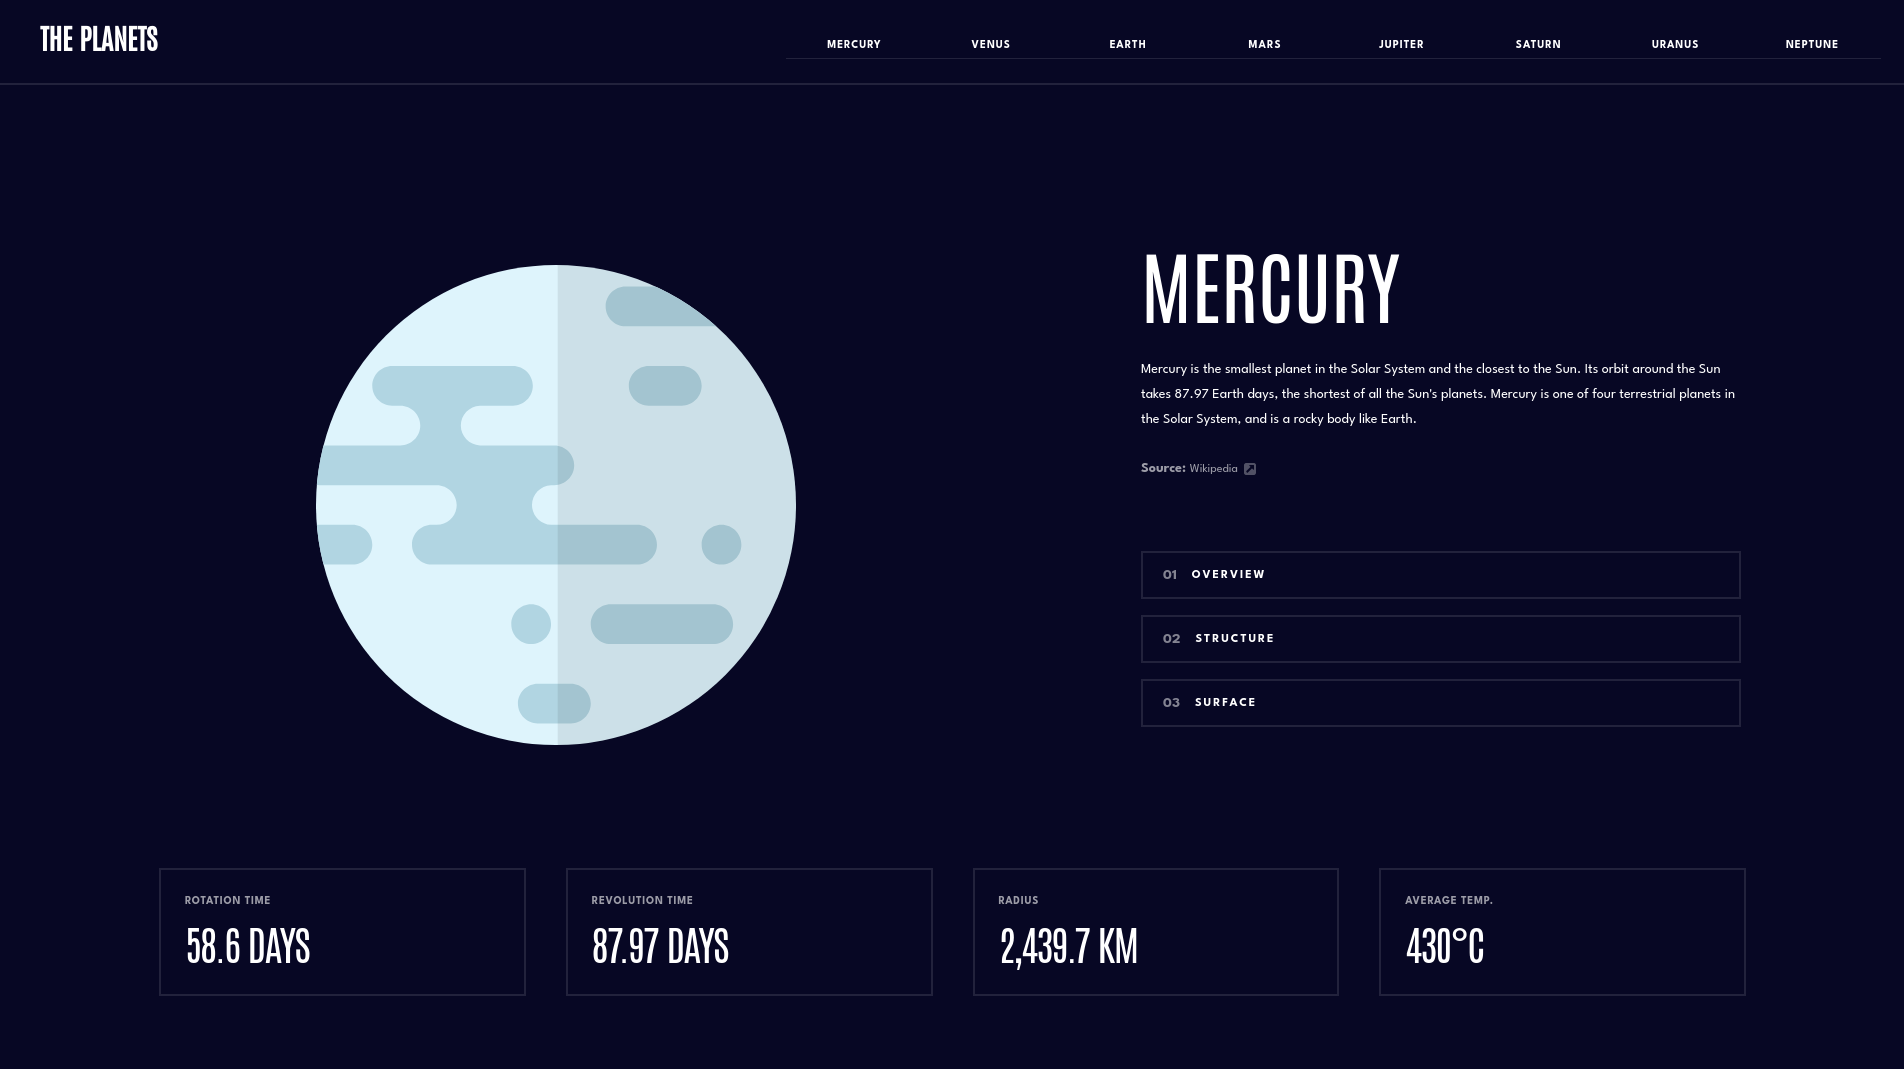 THE PLANETS
MERCURY VENUS EARTH MARS JUPITER SATURN URANUS NEPTUNE
MERCURY
Mercury is the smallest planet in the Solar System and the closest to the Sun. Its orbit around the Sun
takes 87.97 Earth days, the shortest of all the Sun's planets. Mercury is one of four terrestrial planets in
the Solar System, and is a rocky body like Earth.
Source: Wikipedia
01 OVERVIEW
02 STRUCTURE
03 SURFACE
ROTATION TIME
58.6 DAYS
REVOLUTION TIME
87.97 DAYS
RADIUS
2,439.7 KM
AVERAGE TEMP.
430°C